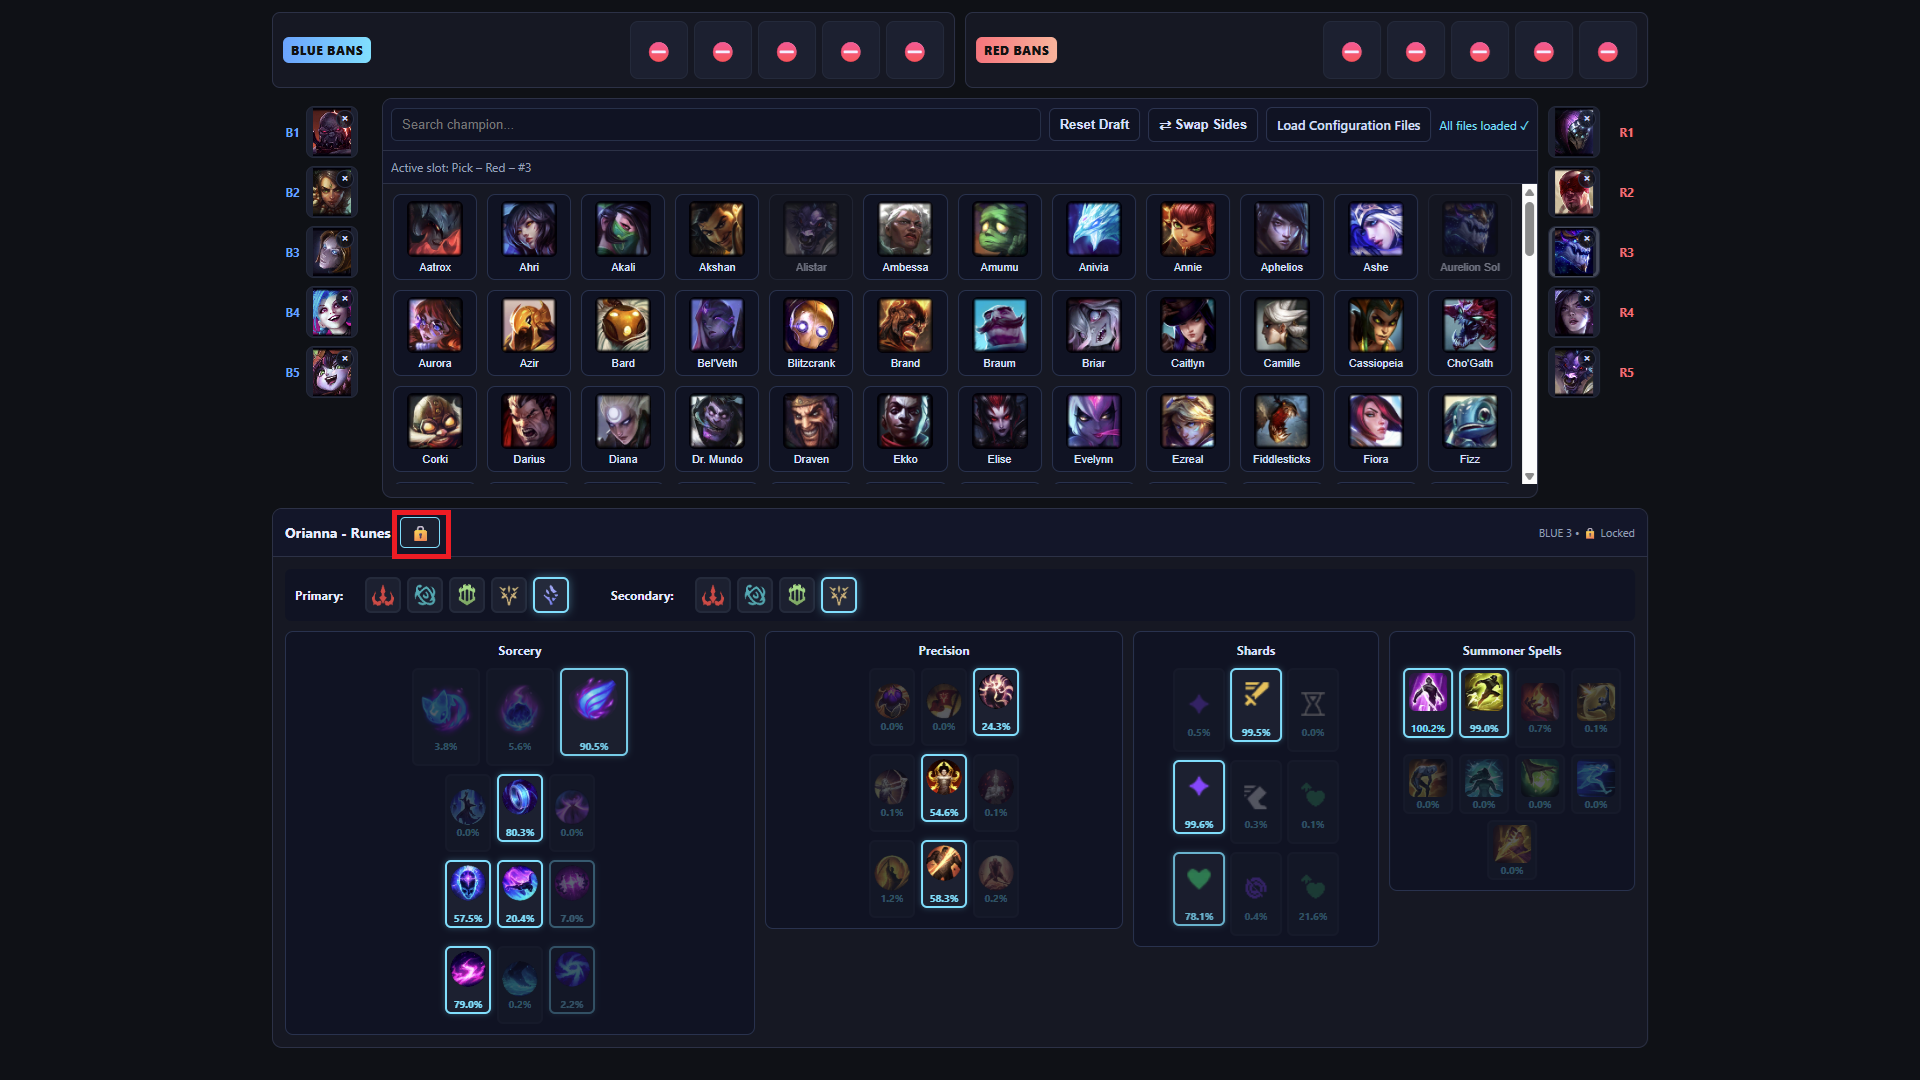 BLUE BANS
RED BANS
B1
B2
B3
B4
B5
Search champion...
Reset Draft
⇄ Swap Sides
Load Configuration Files
All files loaded ✓
Active slot: Pick – Red – #3
Aatrox
Ahri
Akali
Akshan
Alistar
Ambessa
Amumu
Anivia
Annie
Aphelios
Ashe
Aurelion Sol
Aurora
Azir
Bard
Bel'Veth
Blitzcrank
Brand
Braum
Briar
Caitlyn
Camille
Cassiopeia
Cho'Gath
Corki
Darius
Diana
Dr. Mundo
Draven
Ekko
Elise
Evelynn
Ezreal
Fiddlesticks
Fiora
Fizz
R1
R2
R3
R4
R5
Orianna - Runes
BLUE 3 • 🔒 Locked
Primary:
Secondary:
Sorcery
3.8%
5.6%
90.5%
0.0%
80.3%
0.0%
57.5%
20.4%
7.0%
79.0%
0.2%
2.2%
Precision
0.0%
0.0%
24.3%
0.1%
54.6%
0.1%
1.2%
58.3%
0.2%
Shards
0.5%
99.5%
0.0%
99.6%
0.3%
0.1%
78.1%
0.4%
21.6%
Summoner Spells
100.2%
99.0%
0.7%
0.1%
0.0%
0.0%
0.0%
0.0%
0.0%